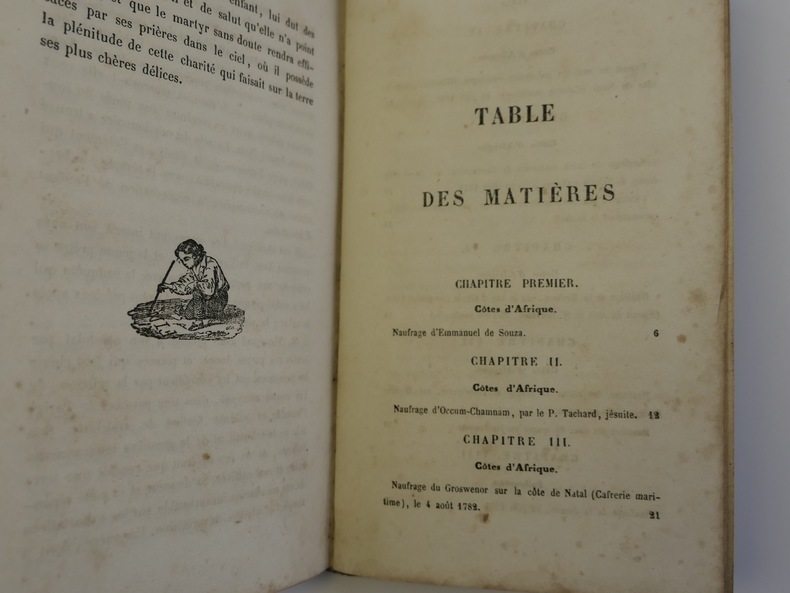 enfant, lui dut des
et de salut qu'elle n'a point
que le martyr sans doute rendra effi-
caces par ses prières dans le ciel, où il possède
la plénitude de cette charité qui faisait sur la terre
ses plus chères délices.
TABLE
DES MATIÈRES
CHAPITRE PREMIER.
Côtes d'Afrique.
Naufrage d'Emmanuel de Souza. 6
CHAPITRE II.
Côtes d'Afrique.
Naufrage d'Occum-Chamnam, par le P. Tachard, jésuite. 12
CHAPITRE III.
Côtes d'Afrique.
Naufrage du Groswenor sur la côte de Natal (Cafrerie mari-
time), le 4 août 1782. 21